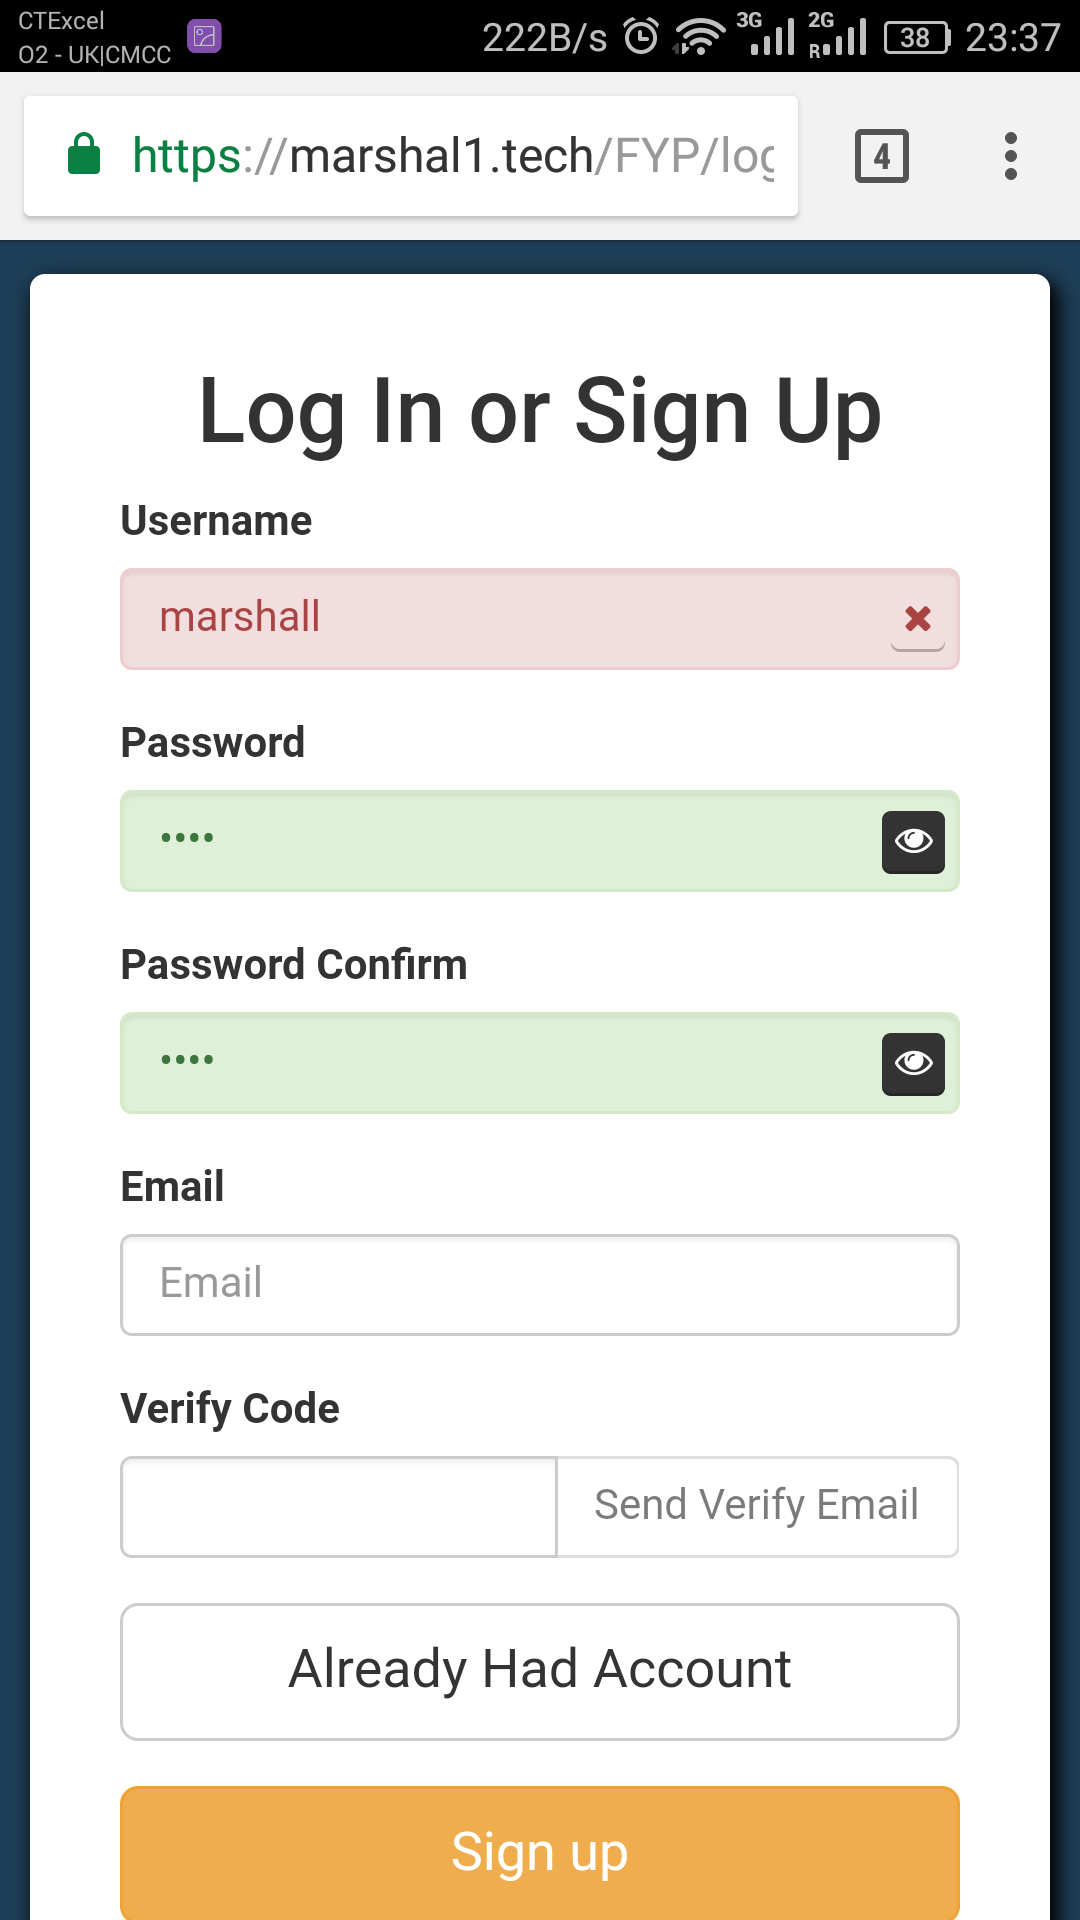 CTExcel
O2 - UK|CMCC
222B/s
3G
2G
R
38
23:37
https://marshal1.tech/FYP/log
4
Log In or Sign Up
Username
marshall
Password
••••
Password Confirm
••••
Email
Email
Verify Code
Send Verify Email
Already Had Account
Sign up